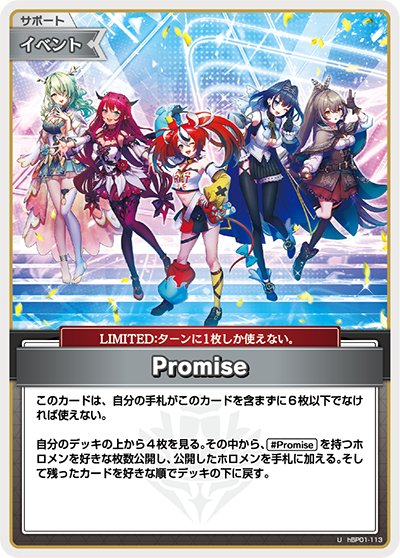 サポート
イベント
LIMITED:ターンに1枚しか使えない。
Promise
このカードは、自分の手札がこのカードを含まずに6枚以下でなけ
れば使えない。
自分のデッキの上から4枚を見る。その中から、#Promiseを持つホ
ロメンを好きな枚数公開し、公開したホロメンを手札に加える。そし
て残ったカードを好きな順でデッキの下に戻す。
U hSP01-113